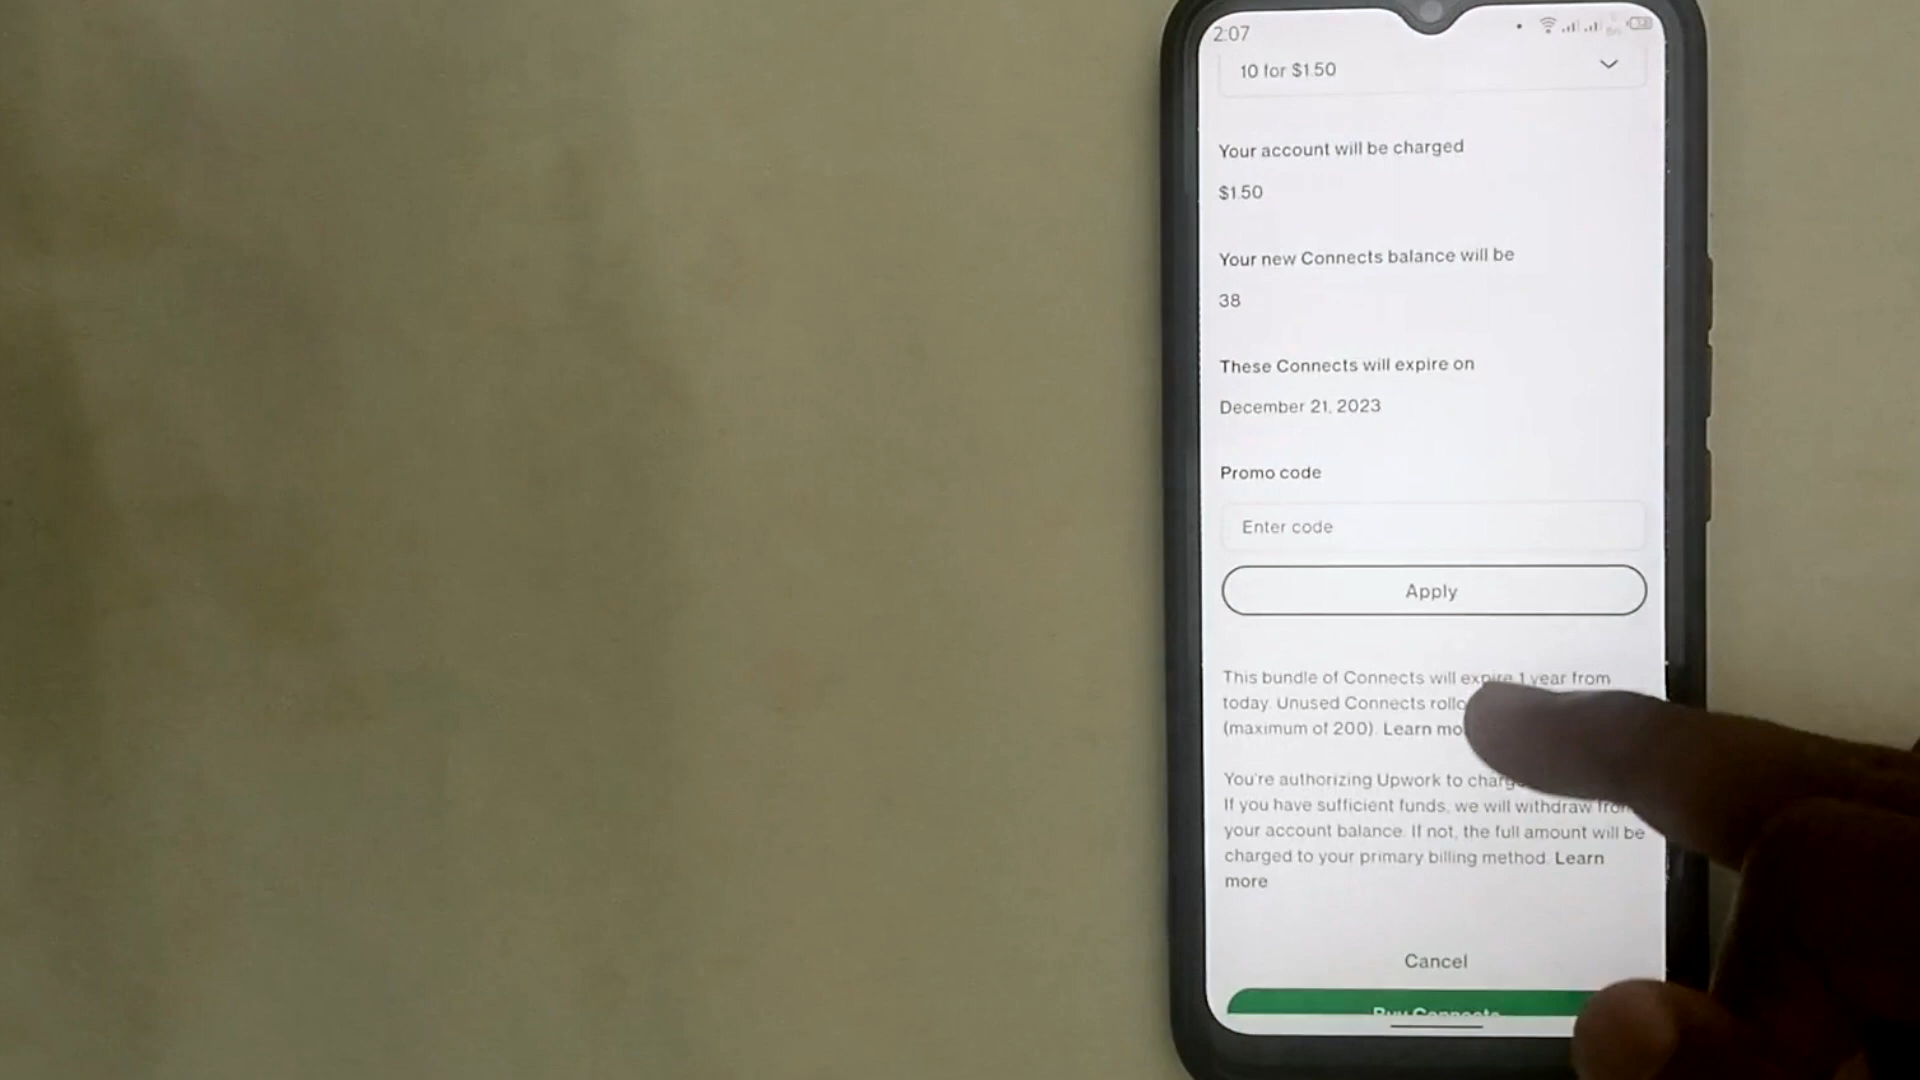 2:07
10 for $1.50
Your account will be charged
$1.50
Your new Connects balance will be
38
These Connects will expire on
December 21, 2023
Promo code
Enter code
Apply
This bundle of Connects will expire 1 year from
today. Unused Connects
(maximum of 200). Learn
You're authorizing Upwork to
If you have sufficient funds, we will withdraw from
your account balance. If not, the full amount will be
charged to your primary billing method. Learn
more
Cancel
Buy Connects